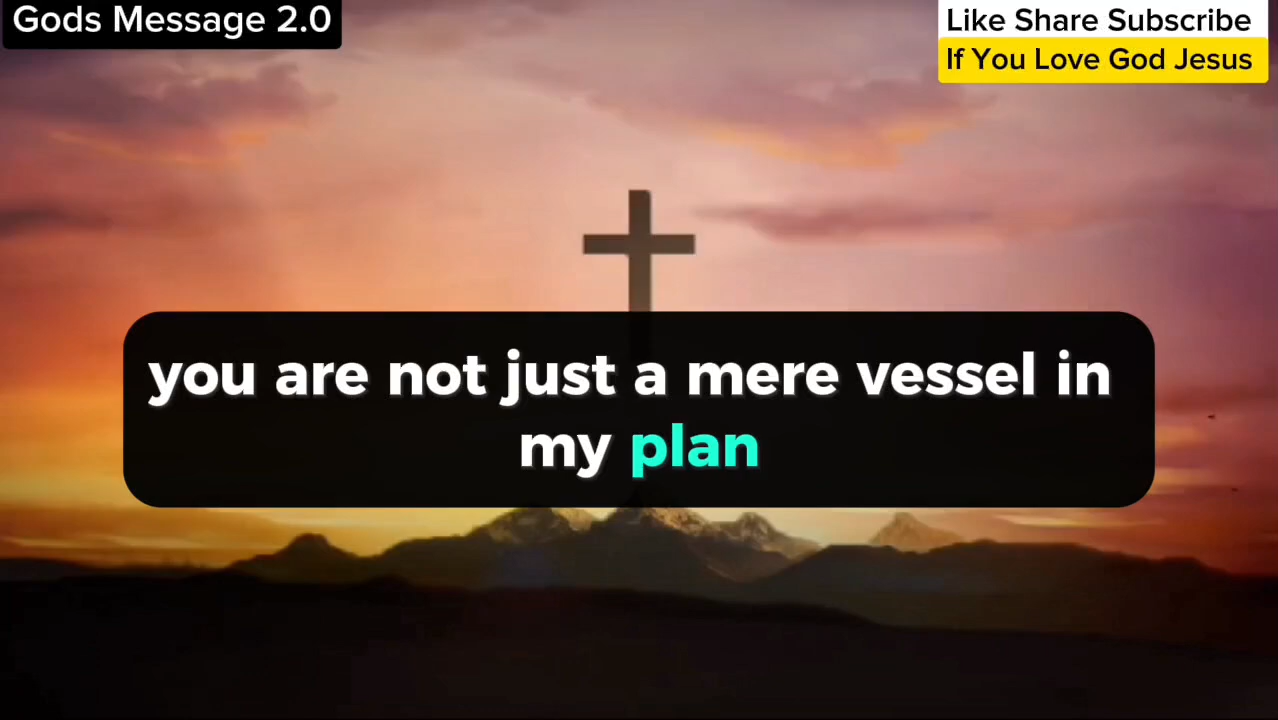 Gods Message 2.0
Like Share Subscribe
If You Love God Jesus
you are not just a mere vessel in
my plan